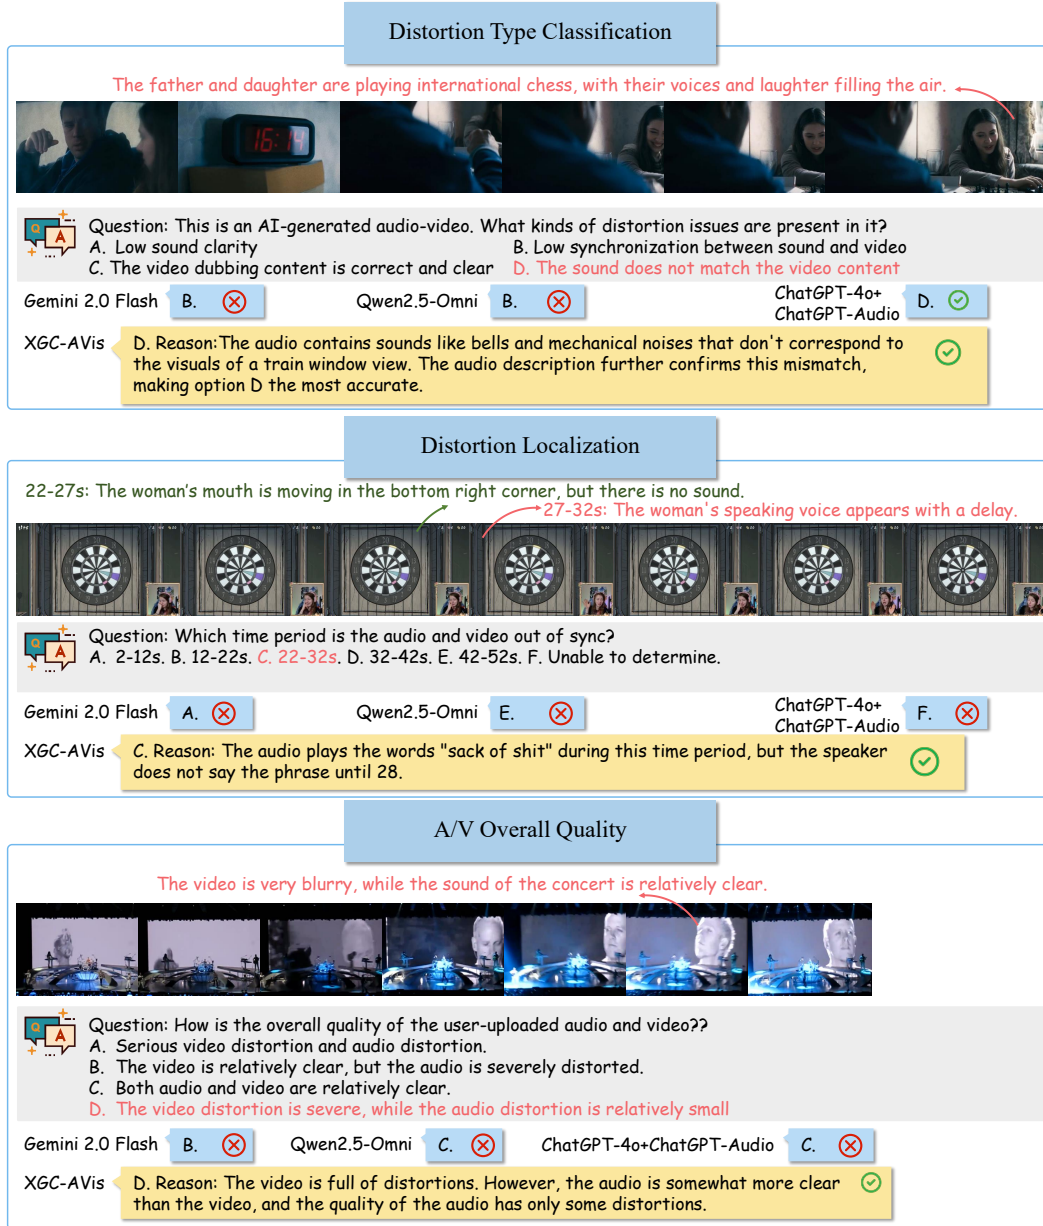 Distortion Type Classification
The father and daughter are playing international chess, with their voices and laughter filling the air.
16:14
Q
A
Question: This is an AI-generated audio-video. What kinds of distortion issues are present in it?
A. Low sound clarity
B. Low synchronization between sound and video
C. The video dubbing content is correct and clear
D. The sound does not match the video content
Gemini 2.0 Flash
B.
Qwen2.5-Omni
B.
ChatGPT-4o+
ChatGPT-Audio
D.
XGC-AVis
D. Reason:The audio contains sounds like bells and mechanical noises that don't correspond to
the visuals of a train window view. The audio description further confirms this mismatch,
making option D the most accurate.
Distortion Localization
22-27s: The woman's mouth is moving in the bottom right corner, but there is no sound.
27-32s: The woman's speaking voice appears with a delay.
Q
A
Question: Which time period is the audio and video out of sync?
A. 2-12s. B. 12-22s. C. 22-32s. D. 32-42s. E. 42-52s. F. Unable to determine.
Gemini 2.0 Flash
A.
Qwen2.5-Omni
E.
ChatGPT-4o+
ChatGPT-Audio
F.
XGC-AVis
C. Reason: The audio plays the words "sack of shit" during this time period, but the speaker
does not say the phrase until 28.
A/V Overall Quality
The video is very blurry, while the sound of the concert is relatively clear.
Q
A
Question: How is the overall quality of the user-uploaded audio and video??
A. Serious video distortion and audio distortion.
B. The video is relatively clear, but the audio is severely distorted.
C. Both audio and video are relatively clear.
D. The video distortion is severe, while the audio distortion is relatively small
Gemini 2.0 Flash
B.
Qwen2.5-Omni
C.
ChatGPT-4o+ChatGPT-Audio
C.
XGC-AVis
D. Reason: The video is full of distortions. However, the audio is somewhat more clear
than the video, and the quality of the audio has only some distortions.